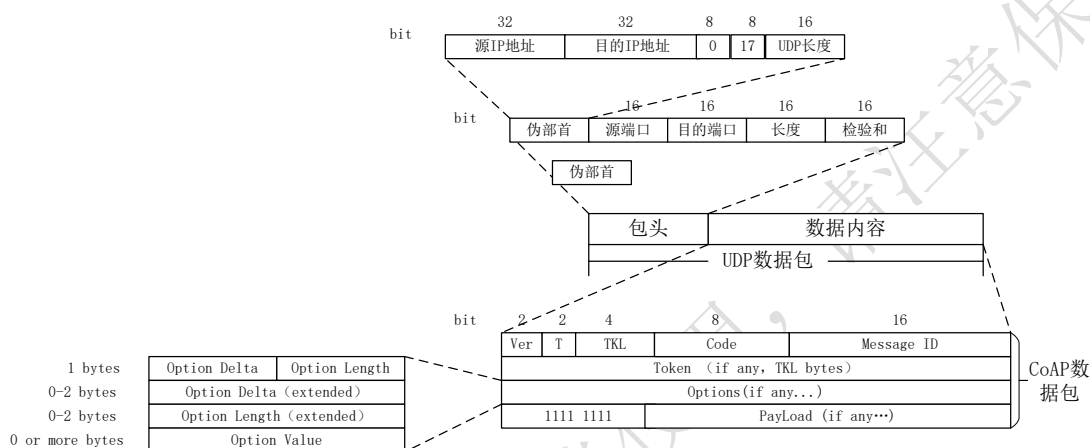 32 32 8 8 16
bit
源IP地址 目的IP地址 0 17 UDP长度
16 16 16 16
bit
伪部首 源端口 目的端口 长度 检验和
伪部首
包头 数据内容
UDP数据包
bit 2 2 4 8 16
Ver T TKL Code Message ID
1 bytes Option Delta Option Length Token (if any, TKL bytes) CoAP数
0-2 bytes Option Delta (extended) Options(if any...) 据包
0-2 bytes Option Length (extended) 1111 1111 PayLoad (if any…)
0 or more bytes Option Value
请注意保